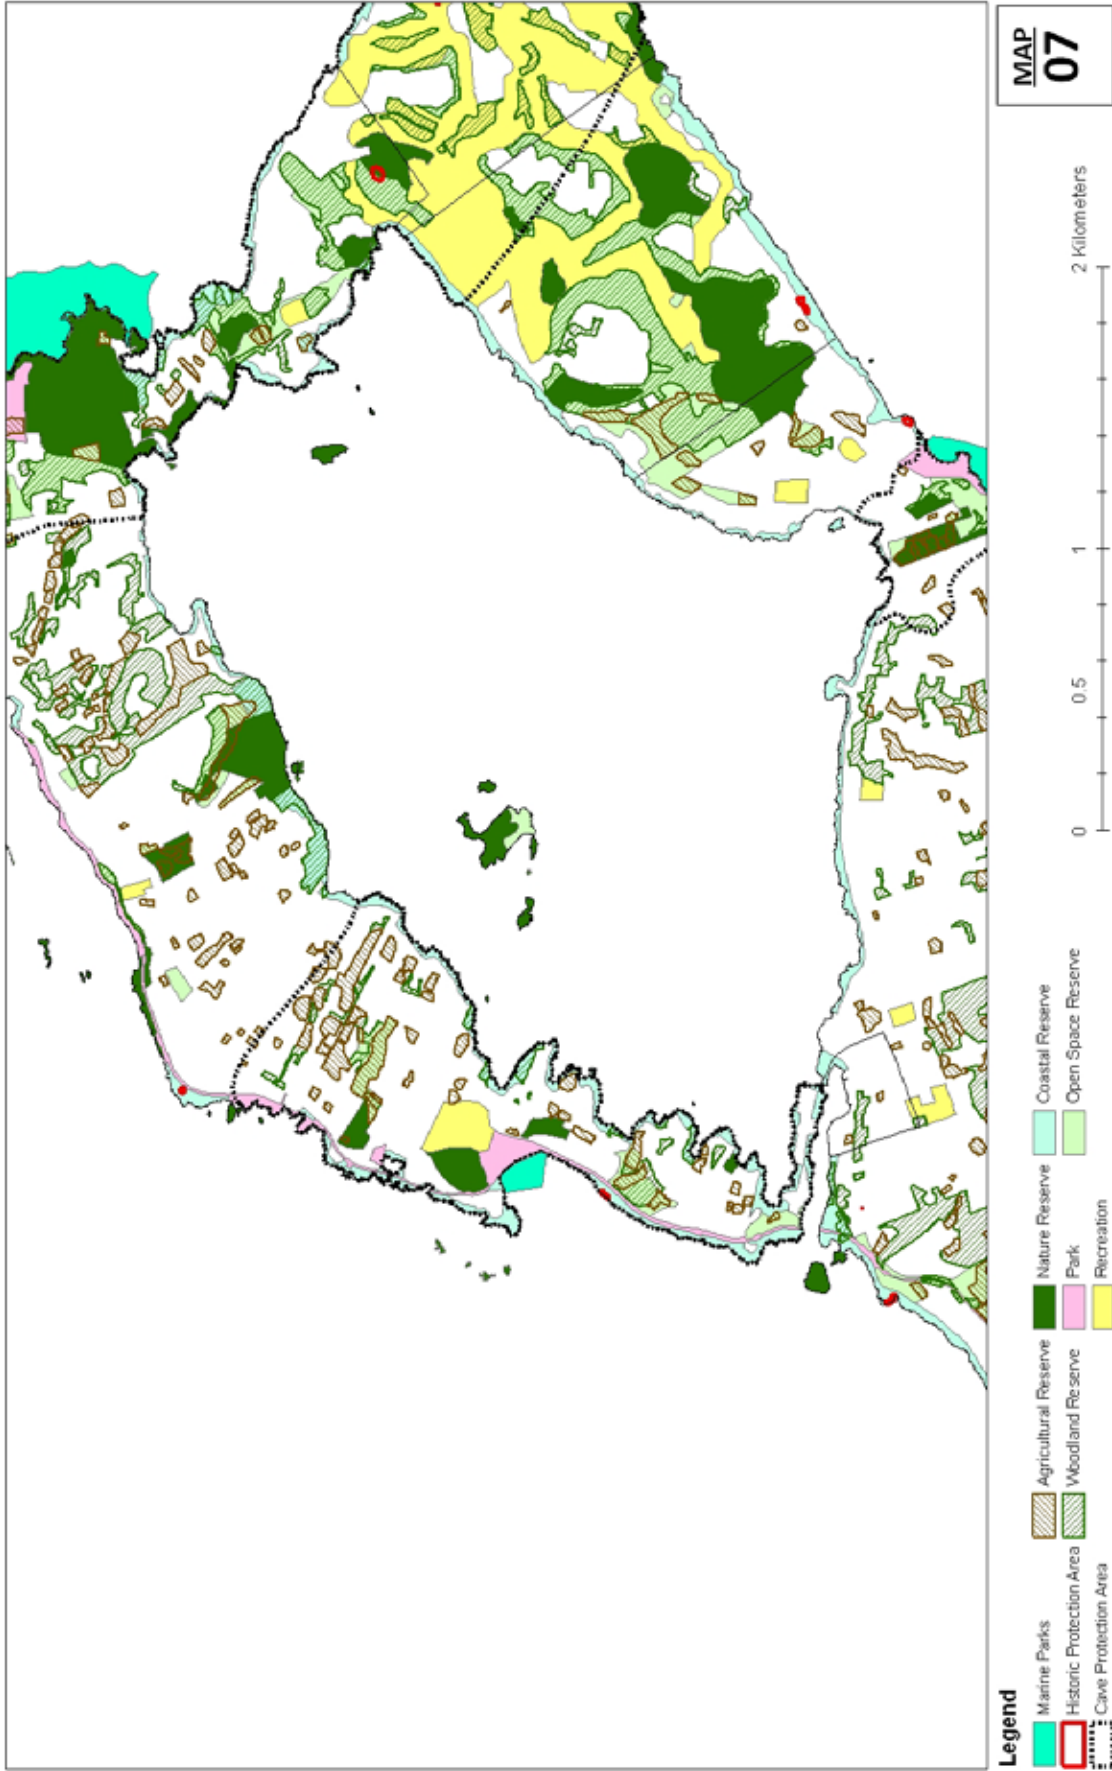 MAP
07
0 0.5 1 2 Kilometers
Legend
Marine Parks
Historic Protection Area
Cave Protection Area
Agricultural Reserve
Woodland Reserve
Nature Reserve
Park
Recreation
Coastal Reserve
Open Space Reserve